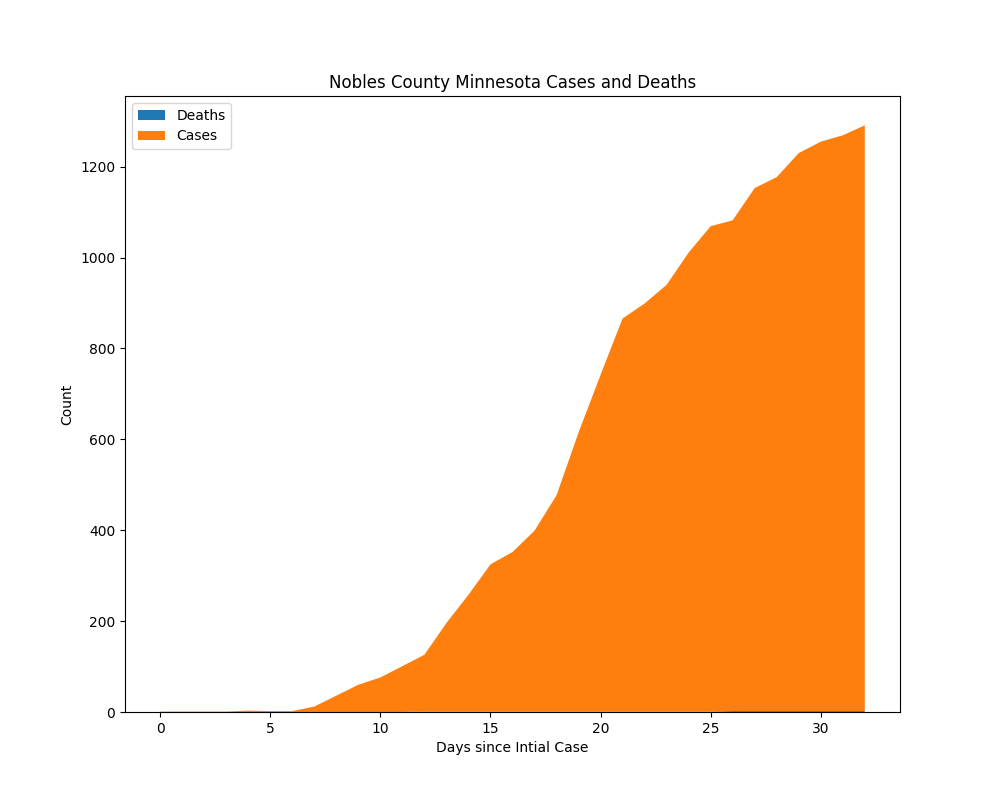 Nobles County Minnesota Cases and Deaths
Deaths
Cases
1200
1000
800
600
400
200
0
Count
0 5 10 15 20 25 30
Days since Intial Case